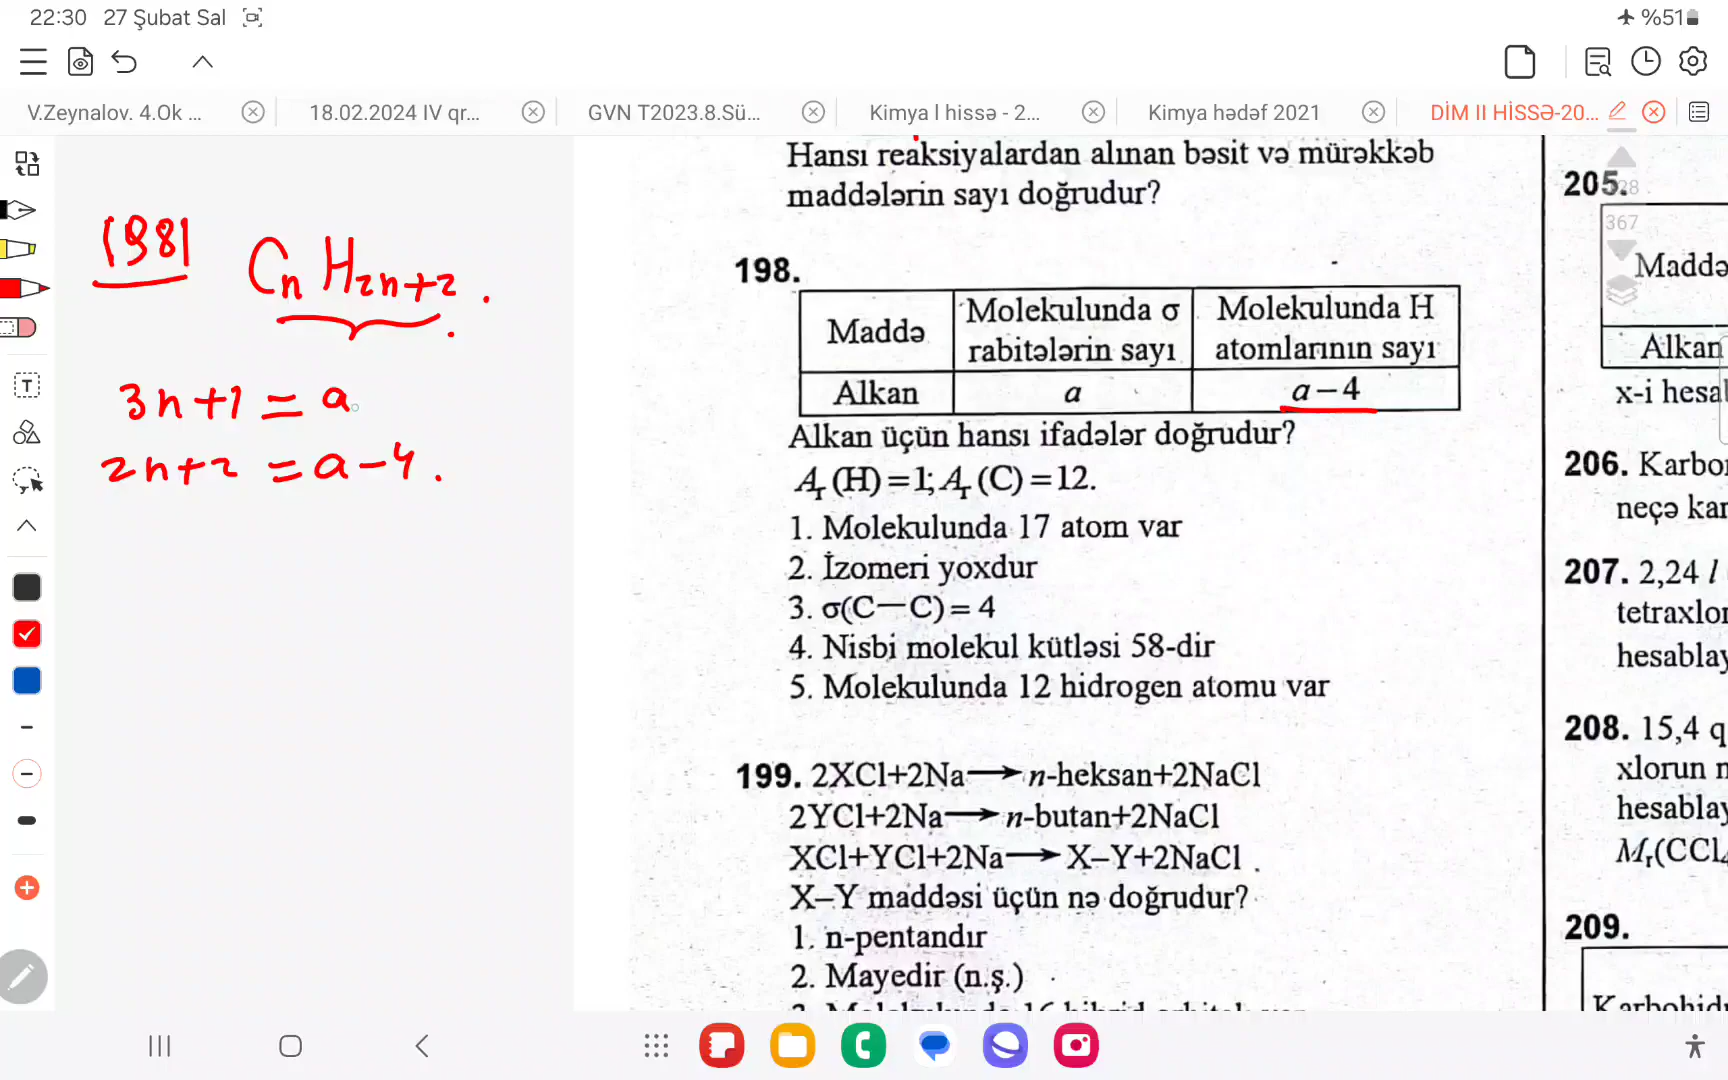 22:30 27 Şubat Sal
%51
V.Zeynalov. 4.Ok ...
18.02.2024 IV qr...
GVN T2023.8.Sü...
Kimya l hissə - 2...
Kimya hədəf 2021
DİM II HİSSƏ-20...
198
CnH2n+2 .
3n+1 = a
2n+2 = a-4 .
Hansı reaksiyalardan alınan bəsit və mürəkkəb
maddələrin sayı doğrudur?
198.
Maddə
Molekulunda σ
rabitələrin sayı
Molekulunda H
atomlarının sayı
Alkan
a
a−4
Alkan üçün hansı ifadələr doğrudur?
Ar(H)=1; Ar(C)=12.
1. Molekulunda 17 atom var
2. İzomeri yoxdur
3. σ(C—C)= 4
4. Nisbi molekul kütləsi 58-dir
5. Molekulunda 12 hidrogen atomu var
199. 2XCl+2Na→n-heksan+2NaCl
2YCl+2Na→n-butan+2NaCl
XCl+YCl+2Na→X–Y+2NaCl .
X–Y maddəsi üçün nə doğrudur?
1. n-pentandır
2. Mayedir (n.ş.)
205.
367
Maddə
Alkan
x-i hesab
206. Karbon
neçə kar
207. 2,24 l
tetraxlor
hesablay
208. 15,4 q
xlorun m
hesablay
Mr(CCl4
209.
Karbohid
T